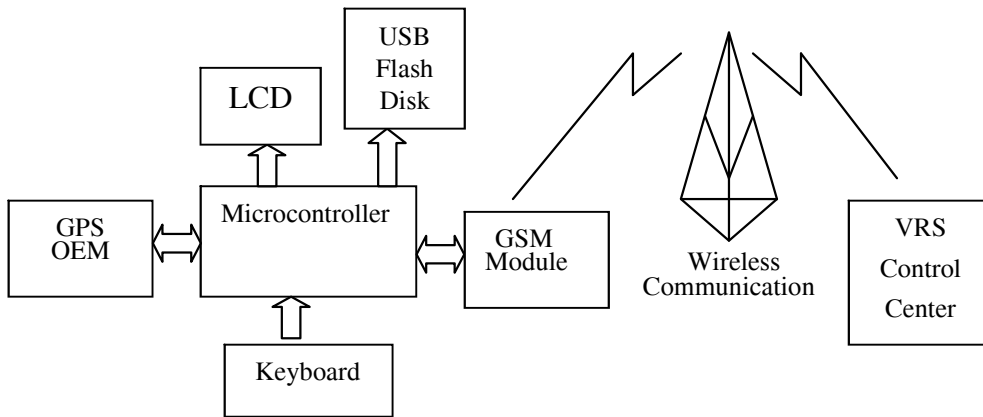 USB
Flash
Disk
LCD
Microcontroller
GPS
OEM
GSM
Module
Wireless
Communication
VRS
Control
Center
Keyboard